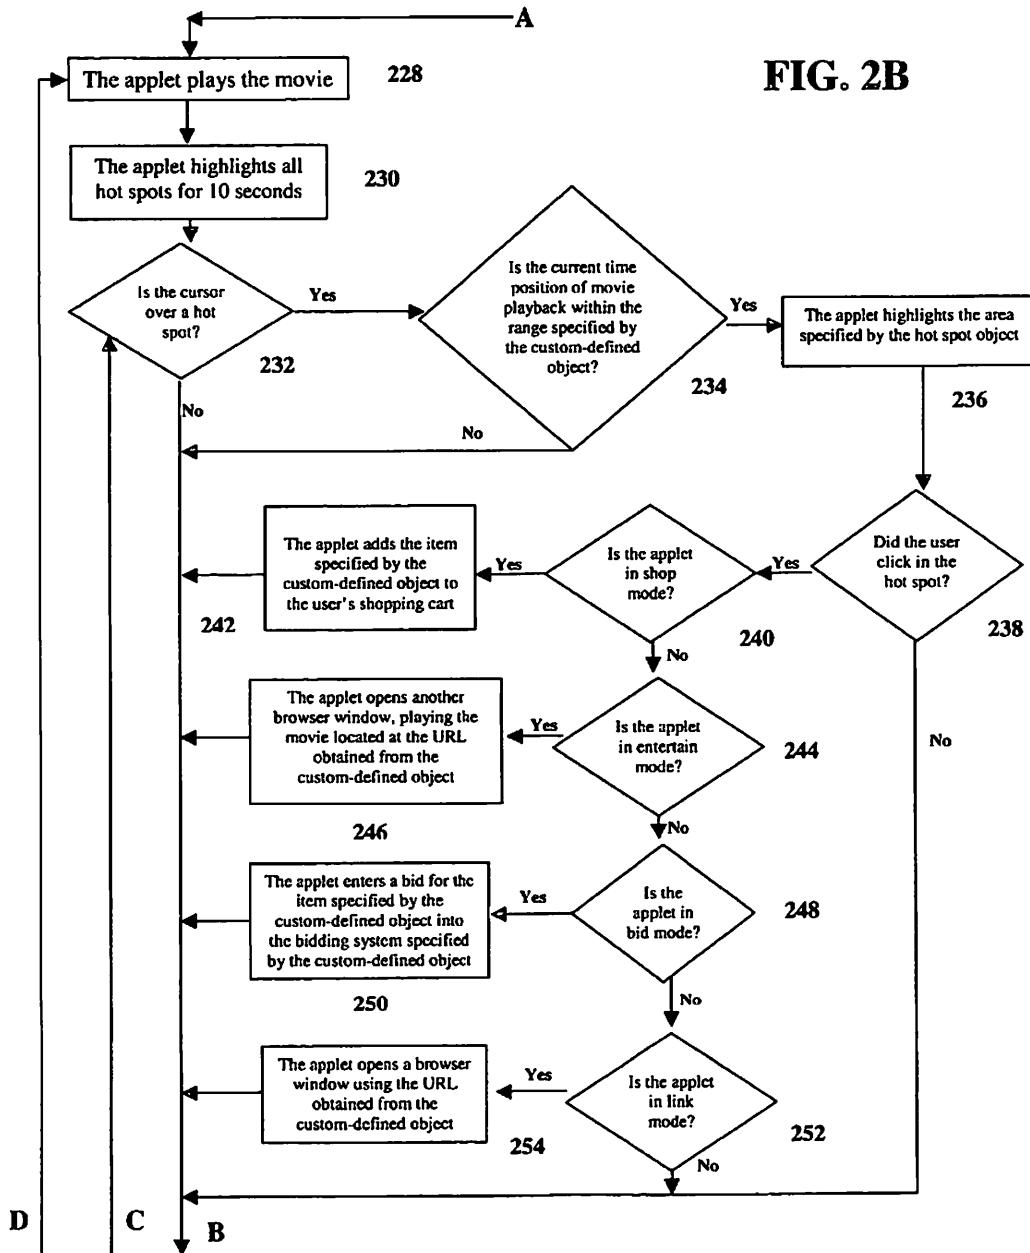 A
The applet plays the movie
228
FIG. 2B
The applet highlights all
hot spots for 10 seconds
230
Is the cursor
over a hot
spot?
Yes
232
No
Is the current time
position of movie
playback within the
range specified by
the custom-defined
object?
Yes
234
No
The applet highlights the area
specified by the hot spot object
236
Did the user
click in the
hot spot?
Yes
238
No
Is the applet
in shop
mode?
Yes
240
No
The applet adds the item
specified by the
custom-defined object to
the user's shopping cart
242
Is the applet
in entertain
mode?
Yes
244
No
The applet opens another
browser window, playing the
movie located at the URL
obtained from the
custom-defined object
246
Is the
applet in
bid mode?
Yes
248
No
The applet enters a bid for the
item specified by the
custom-defined object into
the bidding system specified
by the custom-defined object
250
Is the applet
in link
mode?
Yes
252
No
The applet opens a browser
window using the URL
obtained from the
custom-defined object
254
D
C
B